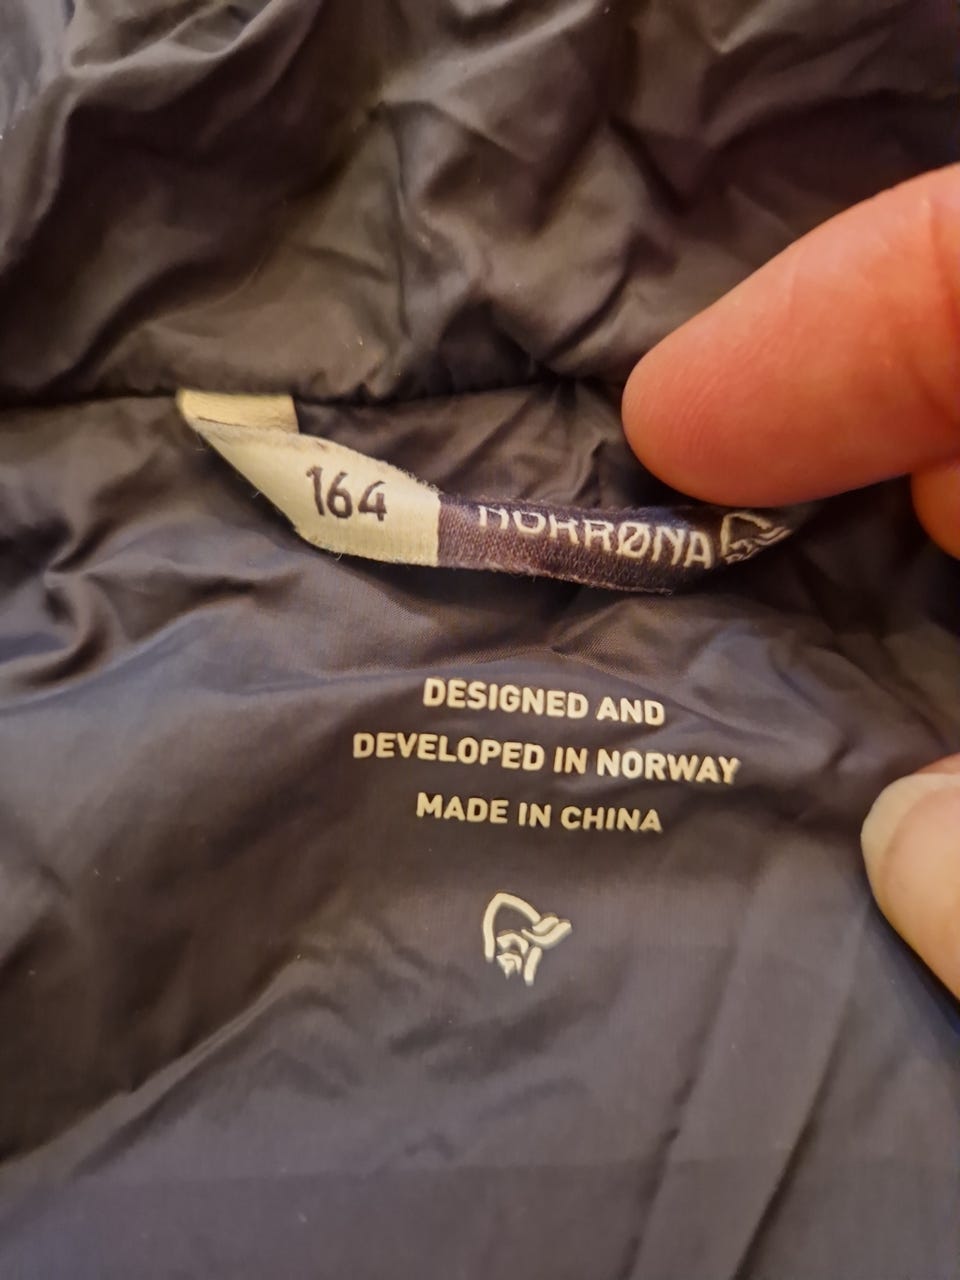 164
NORRØNA
DESIGNED AND
DEVELOPED IN NORWAY
MADE IN CHINA